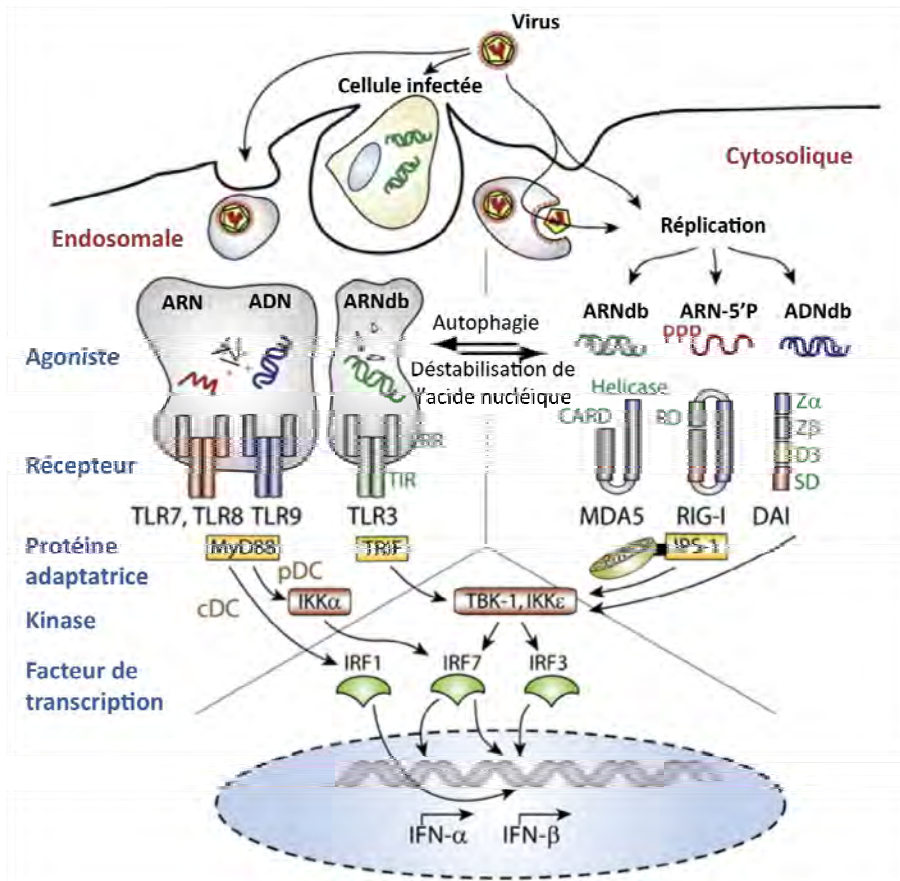 Virus
Cellule infectée
Cytosolique
Endosomale
Réplication
ARN ADN ARNdb
ARNdb ARN-5'P ADNdb
PPP
Autophagie
Déstabilisation de
l'acide nucléique
Agoniste
Helicase
CARD
RD
Zα
Zβ
D3
SD
TIR
Récepteur
TLR7, TLR8 TLR9 TLR3
MDA5 RIG-I DAI
Protéine
adaptatrice
MyD88
TRIF
IPS-1
pDC
cDC
Kinase
IKKα
TBK-1, IKKε
Facteur de
transcription
IRF1 IRF7 IRF3
IFN-α IFN-β